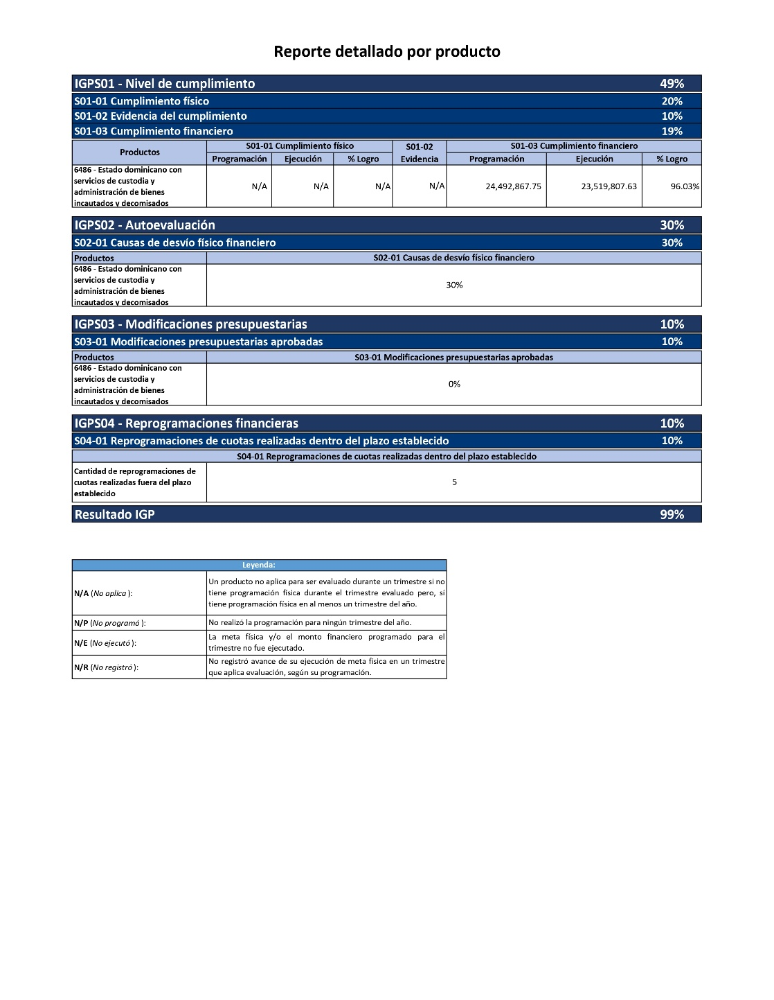 Reporte detallado por producto
IGPS01 - Nivel de cumplimiento 49%
S01-01 Cumplimiento físico 20%
S01-02 Evidencia del cumplimiento 10%
S01-03 Cumplimiento financiero 19%
Productos S01-01 Cumplimiento físico S01-02 Evidencia S01-03 Cumplimiento financiero
Programación Ejecución % Logro Programación Ejecución % Logro
6486 - Estado dominicano con
servicios de custodia y
administración de bienes
incautados y decomisados
N/A N/A N/A N/A 24,492,867.75 23,519,807.63 96.03%
IGPS02 - Autoevaluación 30%
S02-01 Causas de desvío físico financiero 30%
Productos S02-01 Causas de desvío físico financiero
6486 - Estado dominicano con
servicios de custodia y
administración de bienes
incautados y decomisados
30%
IGPS03 - Modificaciones presupuestarias 10%
S03-01 Modificaciones presupuestarias aprobadas 10%
Productos S03-01 Modificaciones presupuestarias aprobadas
6486 - Estado dominicano con
servicios de custodia y
administración de bienes
incautados y decomisados
0%
IGPS04 - Reprogramaciones financieras 10%
S04-01 Reprogramaciones de cuotas realizadas dentro del plazo establecido 10%
S04-01 Reprogramaciones de cuotas realizadas dentro del plazo establecido
Cantidad de reprogramaciones de
cuotas realizadas fuera del plazo
establecido
5
Resultado IGP 99%
Leyenda:
N/A (No aplica ):
Un producto no aplica para ser evaluado durante un trimestre si no
tiene programación física durante el trimestre evaluado pero, sí
tiene programación física en al menos un trimestre del año.
N/P (No programó ): No realizó la programación para ningún trimestre del año.
N/E (No ejecutó ):
La meta física y/o el monto financiero programado para el
trimestre no fue ejecutado.
N/R (No registró ):
No registró avance de su ejecución de meta física en un trimestre
que aplica evaluación, según su programación.